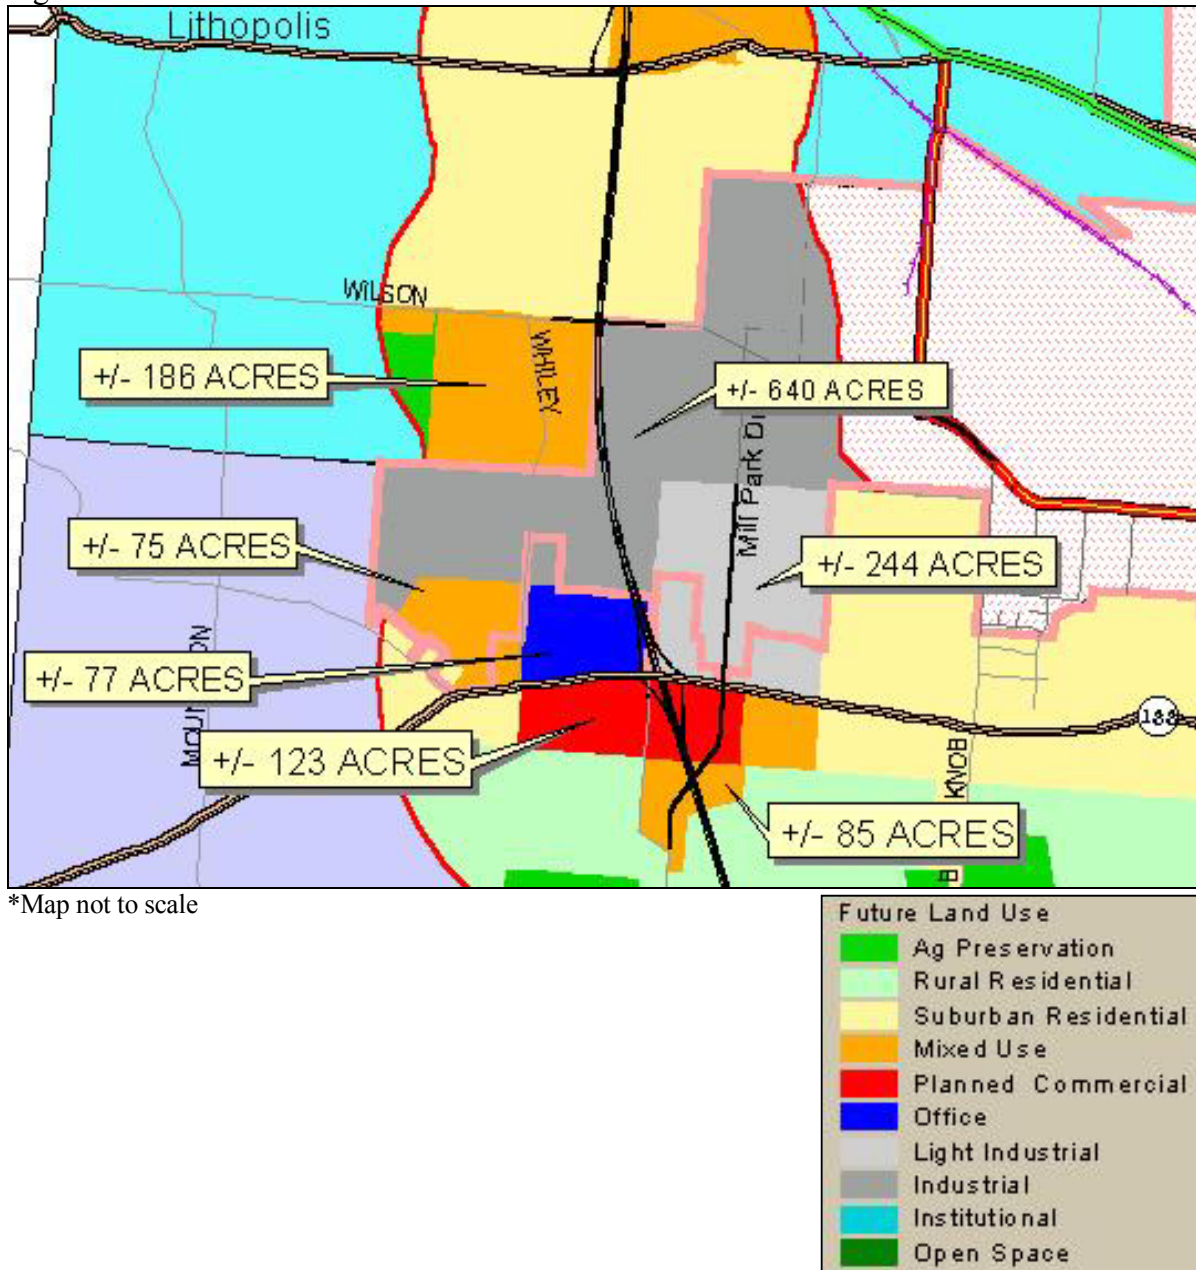 Lithopolis
WILSON
WHILEY
+/- 186 ACRES
+/- 640 ACRES
Mill Park
+/- 75 ACRES
+/- 244 ACRES
+/- 77 ACRES
188
+/- 123 ACRES
KNOB
+/- 85 ACRES
*Map not to scale
Future Land Use
Ag Preservation
Rural Residential
Suburban Residential
Mixed Use
Planned Commercial
Office
Light Industrial
Industrial
Institutional
Open Space